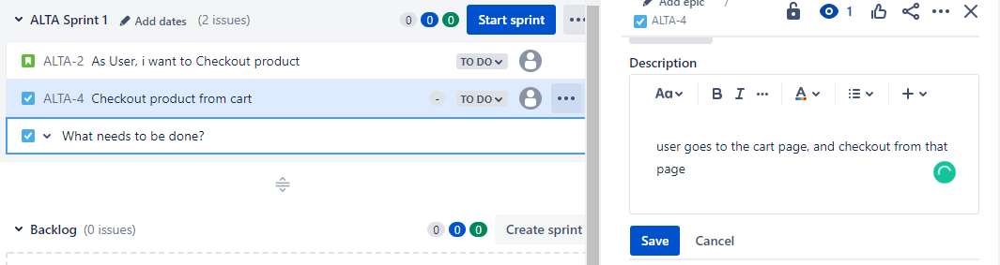 ALTA Sprint 1 Add dates (2 issues) 0 0 0 Start sprint
ALTA-2 As User, i want to Checkout product TO DO
ALTA-4 Checkout product from cart - TO DO
What needs to be done?
Backlog (0 issues) 0 0 0 Create sprint
Add epic /
ALTA-4 1
Description
Aa B I A
user goes to the cart page, and checkout from that
page
Save Cancel